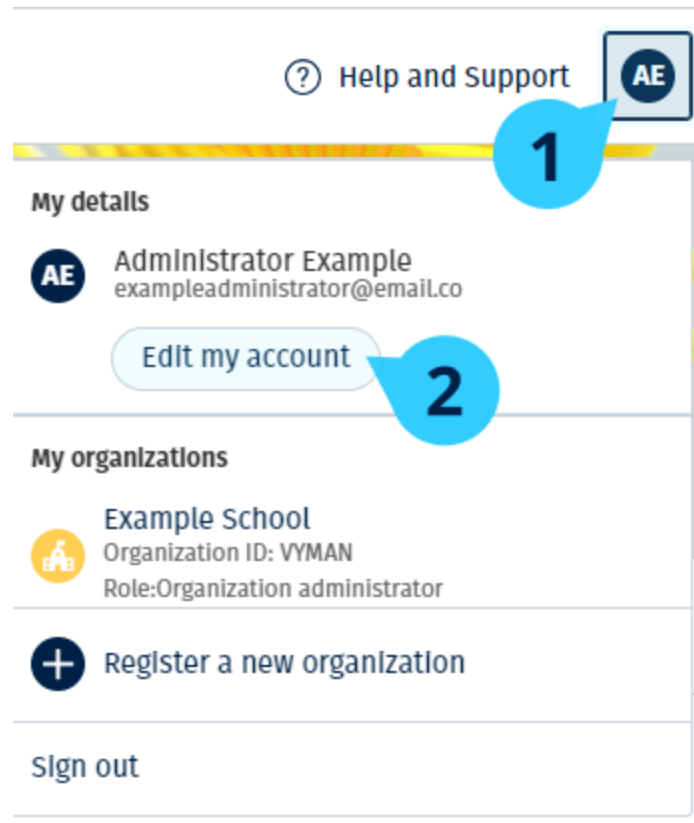 Help and Support
AE
1
My details
AE
Administrator Example
exampleadministrator@email.co
Edit my account
2
My organizations
Example School
Organization ID: VYMAN
Role:Organization administrator
Register a new organization
Sign out